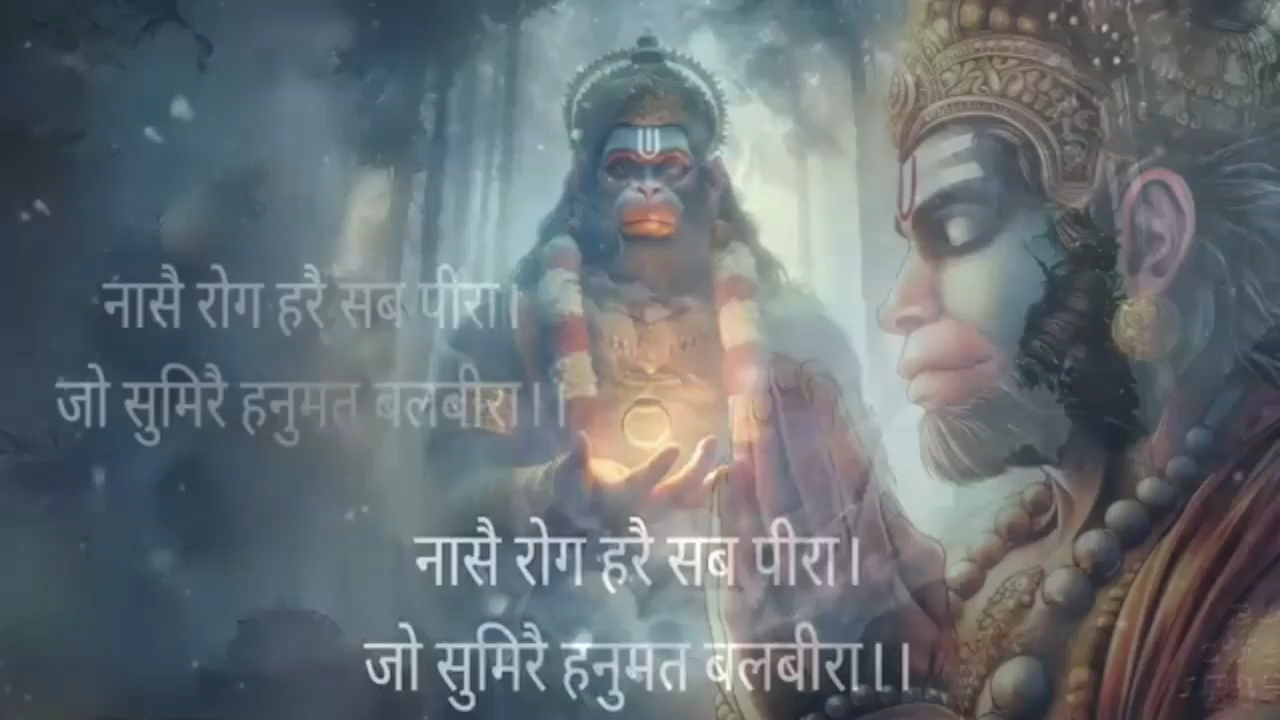 नासै रोग हरै सब पीरा।
जो सुमिरै हनुमत बलबीरा।।
नासै रोग हरै सब पीरा।
जो सुमिरै हनुमत बलबीरा।।